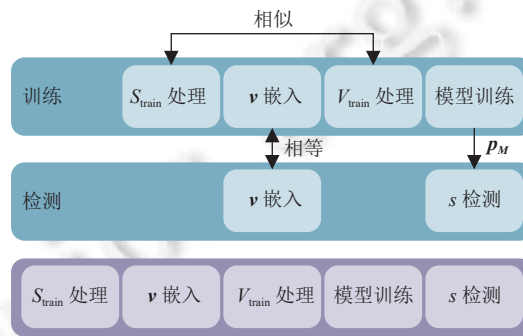 相似
训练 S_train 处理 v 嵌入 V_train 处理 模型训练
相等 p_M
检测 v 嵌入 s 检测
S_train 处理 v 嵌入 V_train 处理 模型训练 s 检测